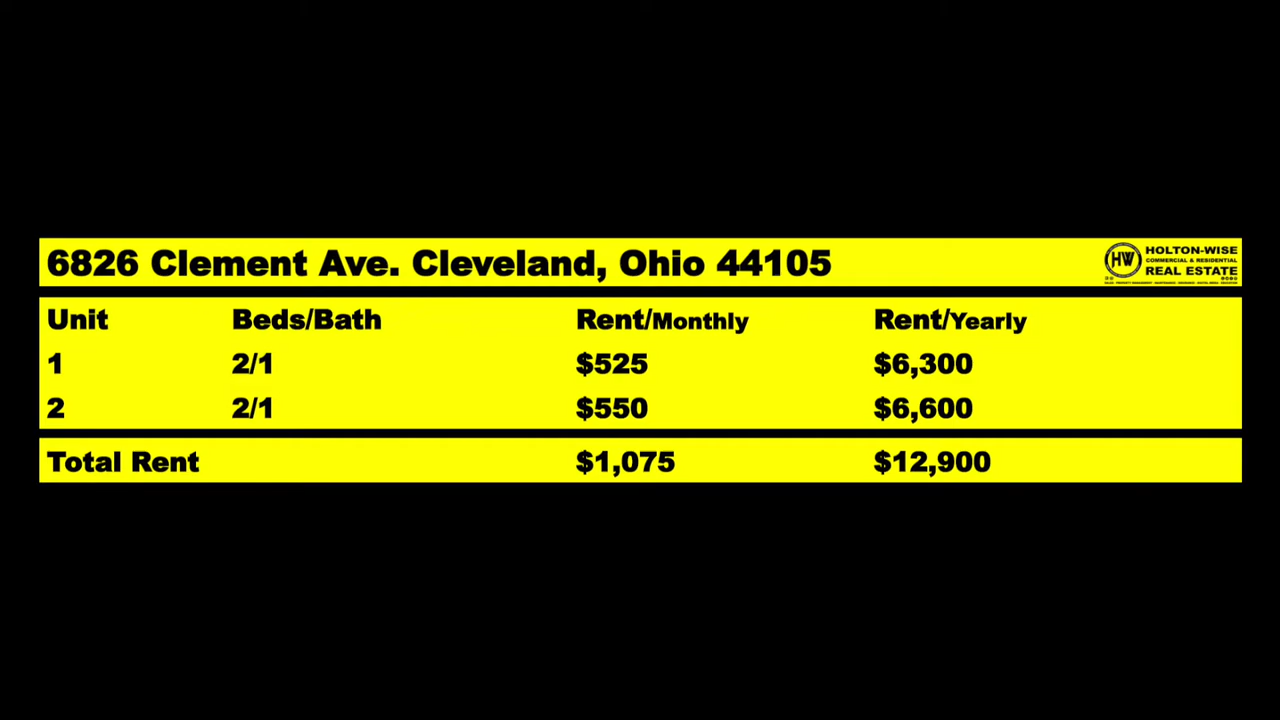 6826 Clement Ave. Cleveland, Ohio 44105
HW
HOLTON-WISE
COMMERCIAL & RESIDENTIAL
REAL ESTATE
Unit Beds/Bath Rent/Monthly Rent/Yearly
1 2/1 $525 $6,300
2 2/1 $550 $6,600
Total Rent $1,075 $12,900